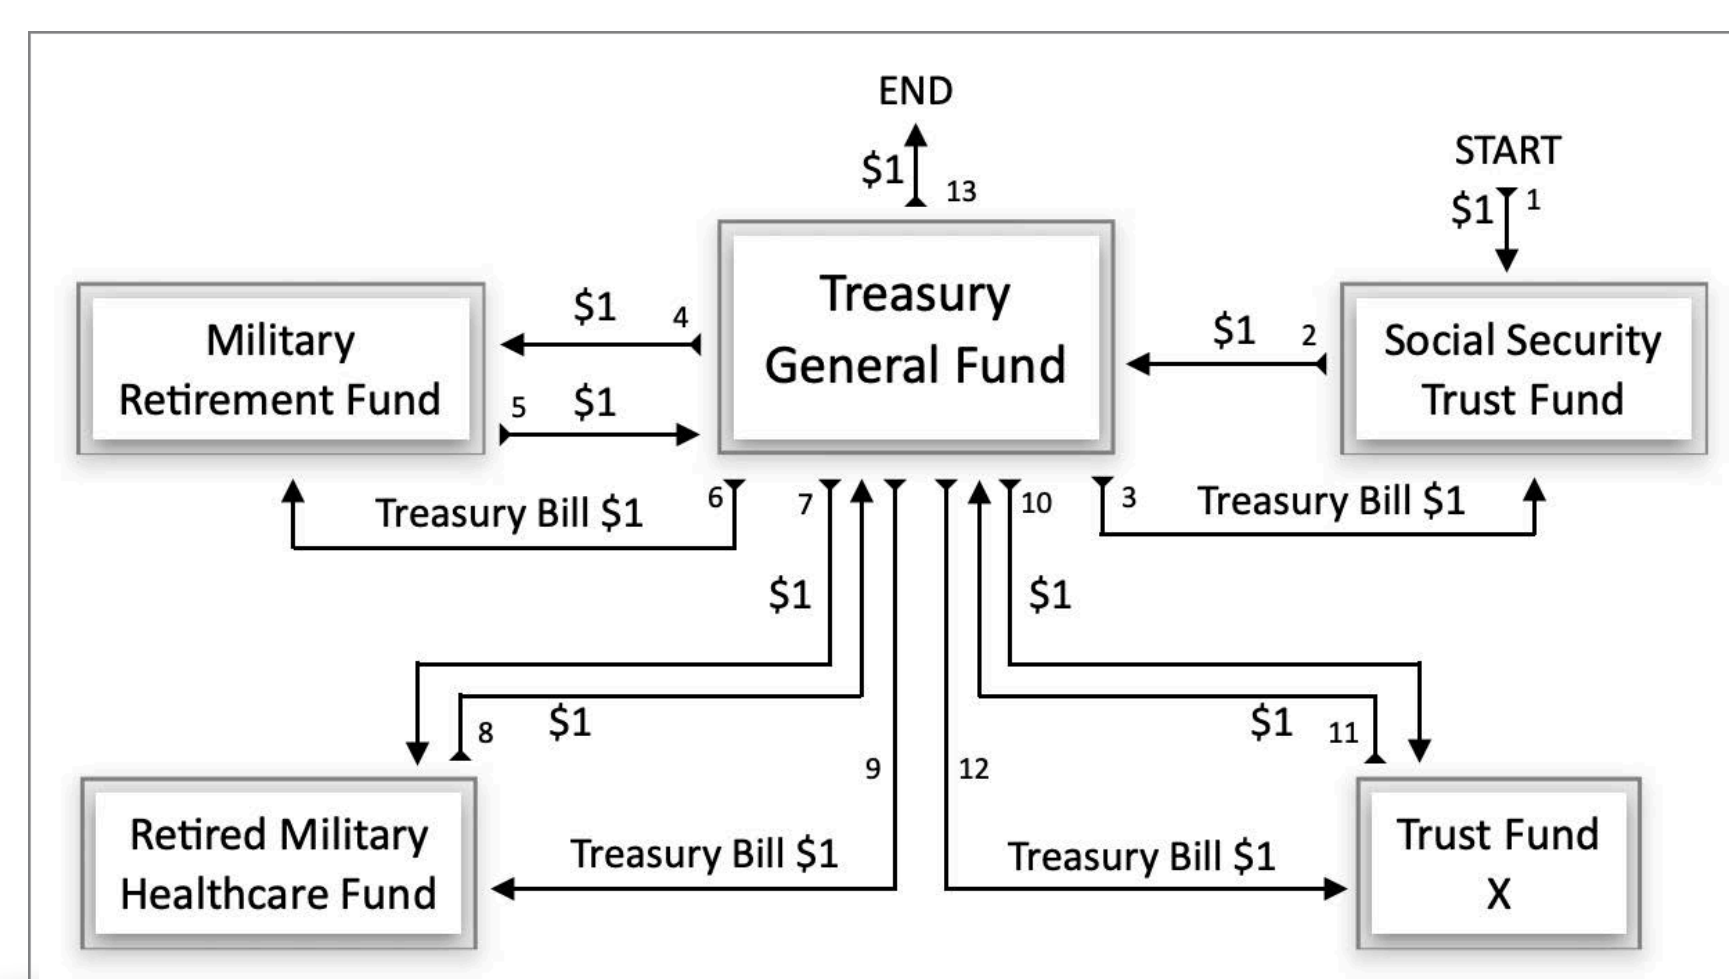 END
START
$1
13
$1
1
Military
Retirement Fund
$1
4
5
$1
Treasury
General Fund
$1
2
Social Security
Trust Fund
Treasury Bill $1
6
7
10
3
Treasury Bill $1
$1
$1
8
$1
$1
11
9
12
Retired Military
Healthcare Fund
Treasury Bill $1
Treasury Bill $1
Trust Fund
X